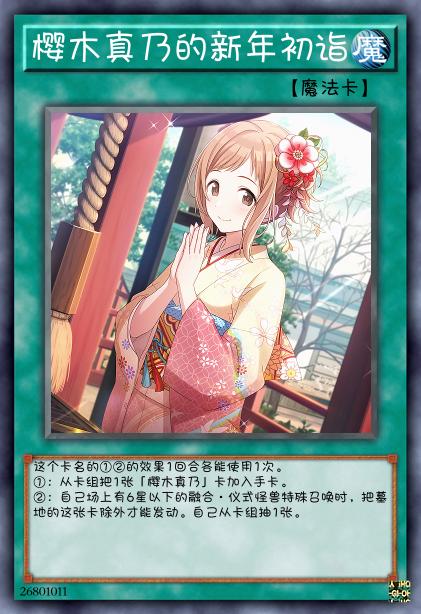 樱木真乃的新年初诣 魔
【魔法卡】
这个卡名的①②的效果1回合各能使用1次。
①：从卡组把1张「樱木真乃」卡加入手卡。
②：自己场上有6星以下的融合·仪式怪兽特殊召唤时，把墓
地的这张卡除外才能发动。自己从卡组抽1张。
26801011